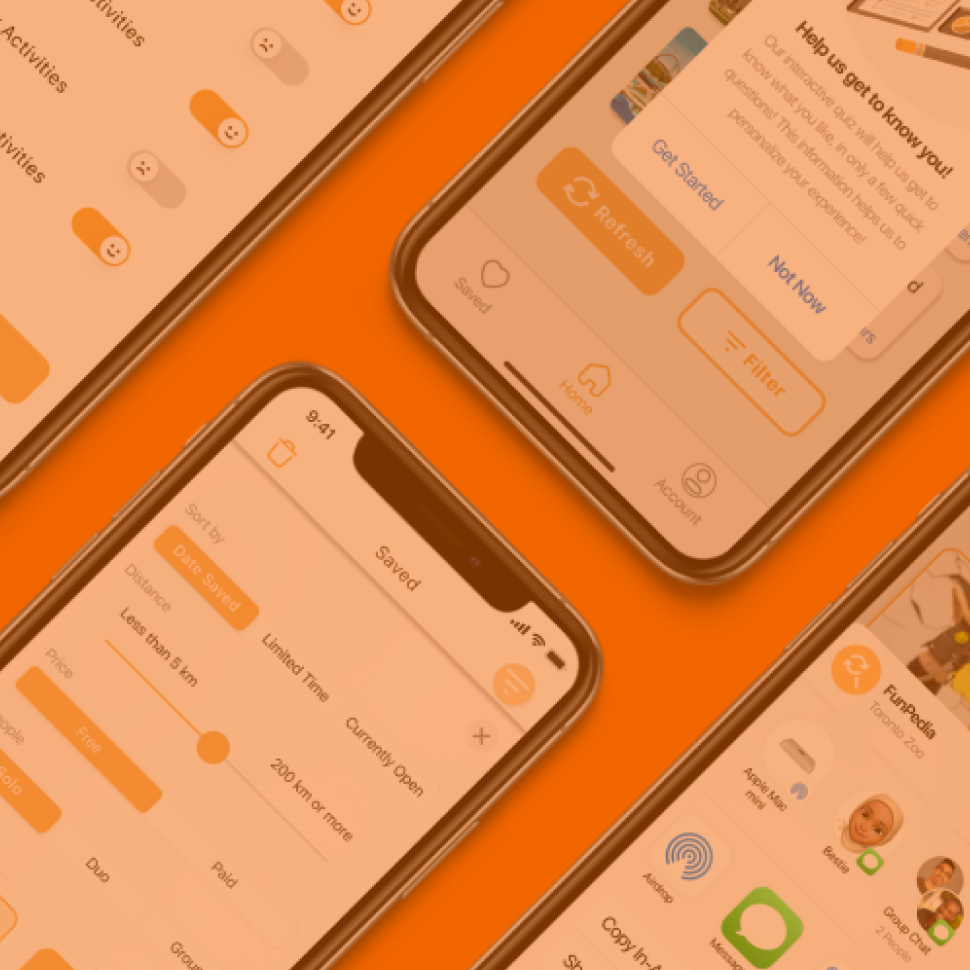 tivities
Activities
tivities
Help us get to know you!
Our interactive quiz will help us get to
know what you like, in only a few quick
questions! This information helps us to
personalize your experience!
Get Started
Not Now
Refresh
Filter
Saved
Home
Account
9:41
Saved
Sort by
Date Saved
Limited Time
Currently Open
Distance
Less than 5 km
200 km or more
Price
Free
Paid
eople
Solo
Duo
Group
FunPedia
Toronto Zoo
Apple Mac
mini
Bestie
Group Chat
2 People
Airdrop
Messag
Copy In-A
Sh